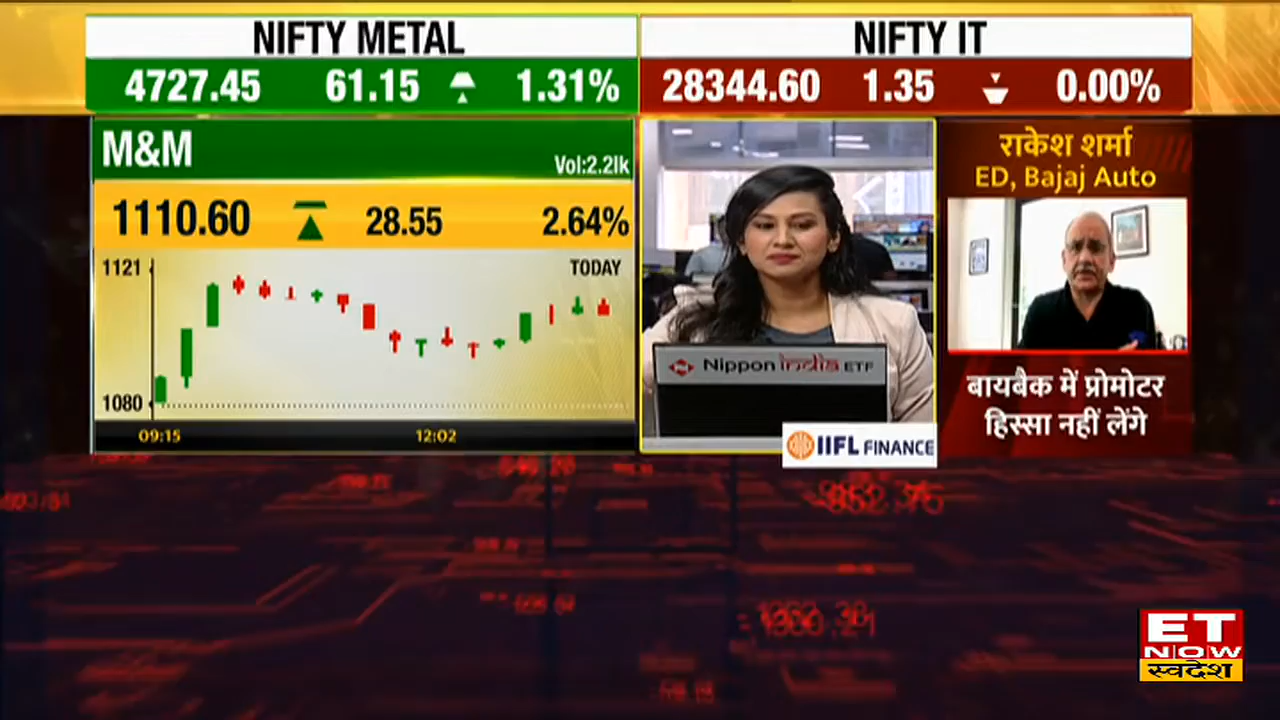 NIFTY METAL
4727.45 61.15 1.31%
NIFTY IT
28344.60 1.35 0.00%
M&M
Vol:2.2lk
1110.60 28.55 2.64%
1121
TODAY
1080
09:15 12:02
Nippon india ETF
IIFL FINANCE
राकेश शर्मा
ED, Bajaj Auto
बायबैक में प्रोमोटर
हिस्सा नहीं लेंगे
ET
NOW
स्वदेश